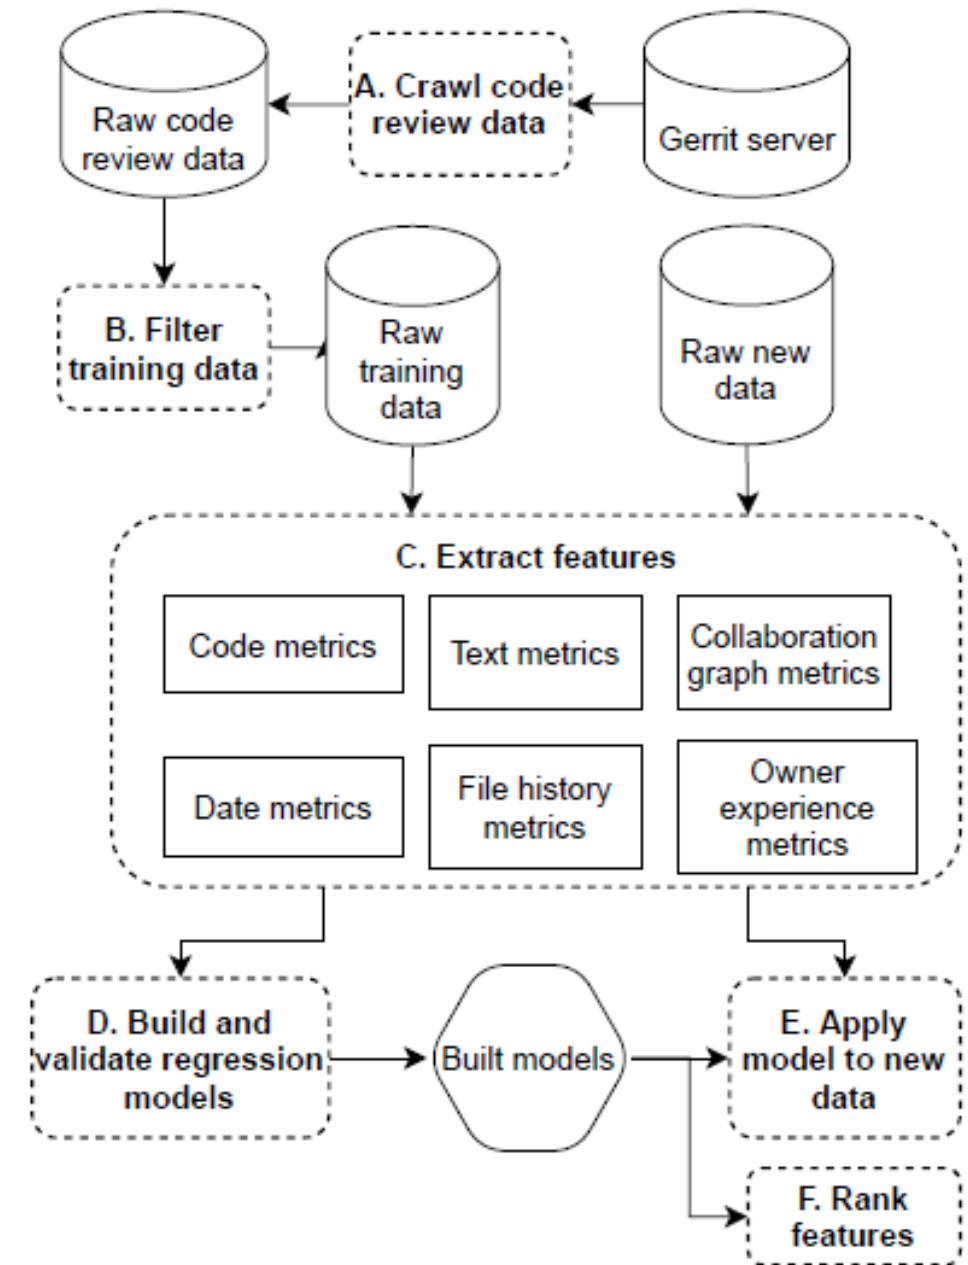 Raw code
review data
A. Crawl code
review data
Gerrit server
B. Filter
training data
Raw
training
data
Raw new
data
C. Extract features
Code metrics
Text metrics
Collaboration
graph metrics
Date metrics
File history
metrics
Owner
experience
metrics
D. Build and
validate regression
models
Built models
E. Apply
model to new
data
F. Rank
features